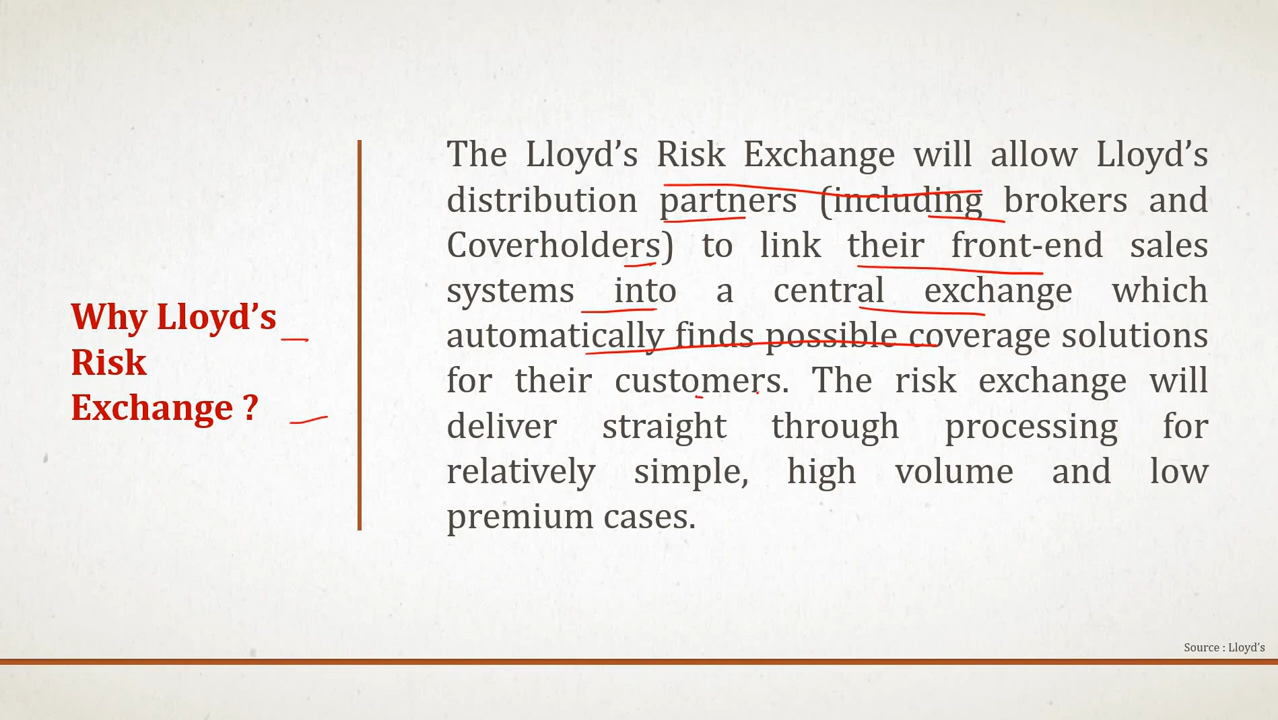 Why Lloyd's
Risk
Exchange ?
The Lloyd's Risk Exchange will allow Lloyd's
distribution partners (including brokers and
Coverholders) to link their front-end sales
systems into a central exchange which
automatically finds possible coverage solutions
for their customers. The risk exchange will
deliver straight through processing for
relatively simple, high volume and low
premium cases.
Source : Lloyd's